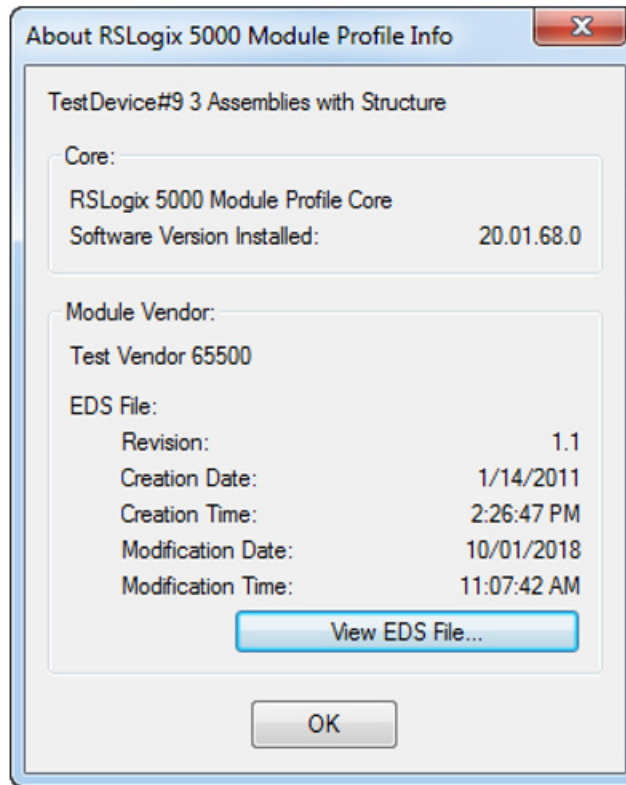 About RSLogix 5000 Module Profile Info
TestDevice#9 3 Assemblies with Structure
Core:
RSLogix 5000 Module Profile Core
Software Version Installed: 20.01.68.0
Module Vendor:
Test Vendor 65500
EDS File:
Revision: 1.1
Creation Date: 1/14/2011
Creation Time: 2:26:47 PM
Modification Date: 10/01/2018
Modification Time: 11:07:42 AM
View EDS File...
OK